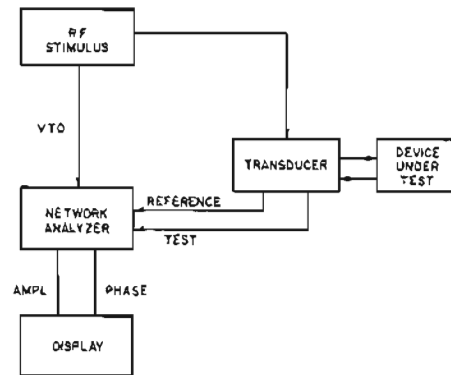 RF
STIMULUS
VTO
TRANSDUCER
DEVICE
UNDER
TEST
REFERENCE
NETWORK
ANALYZER
TEST
AMPL
PHASE
DISPLAY